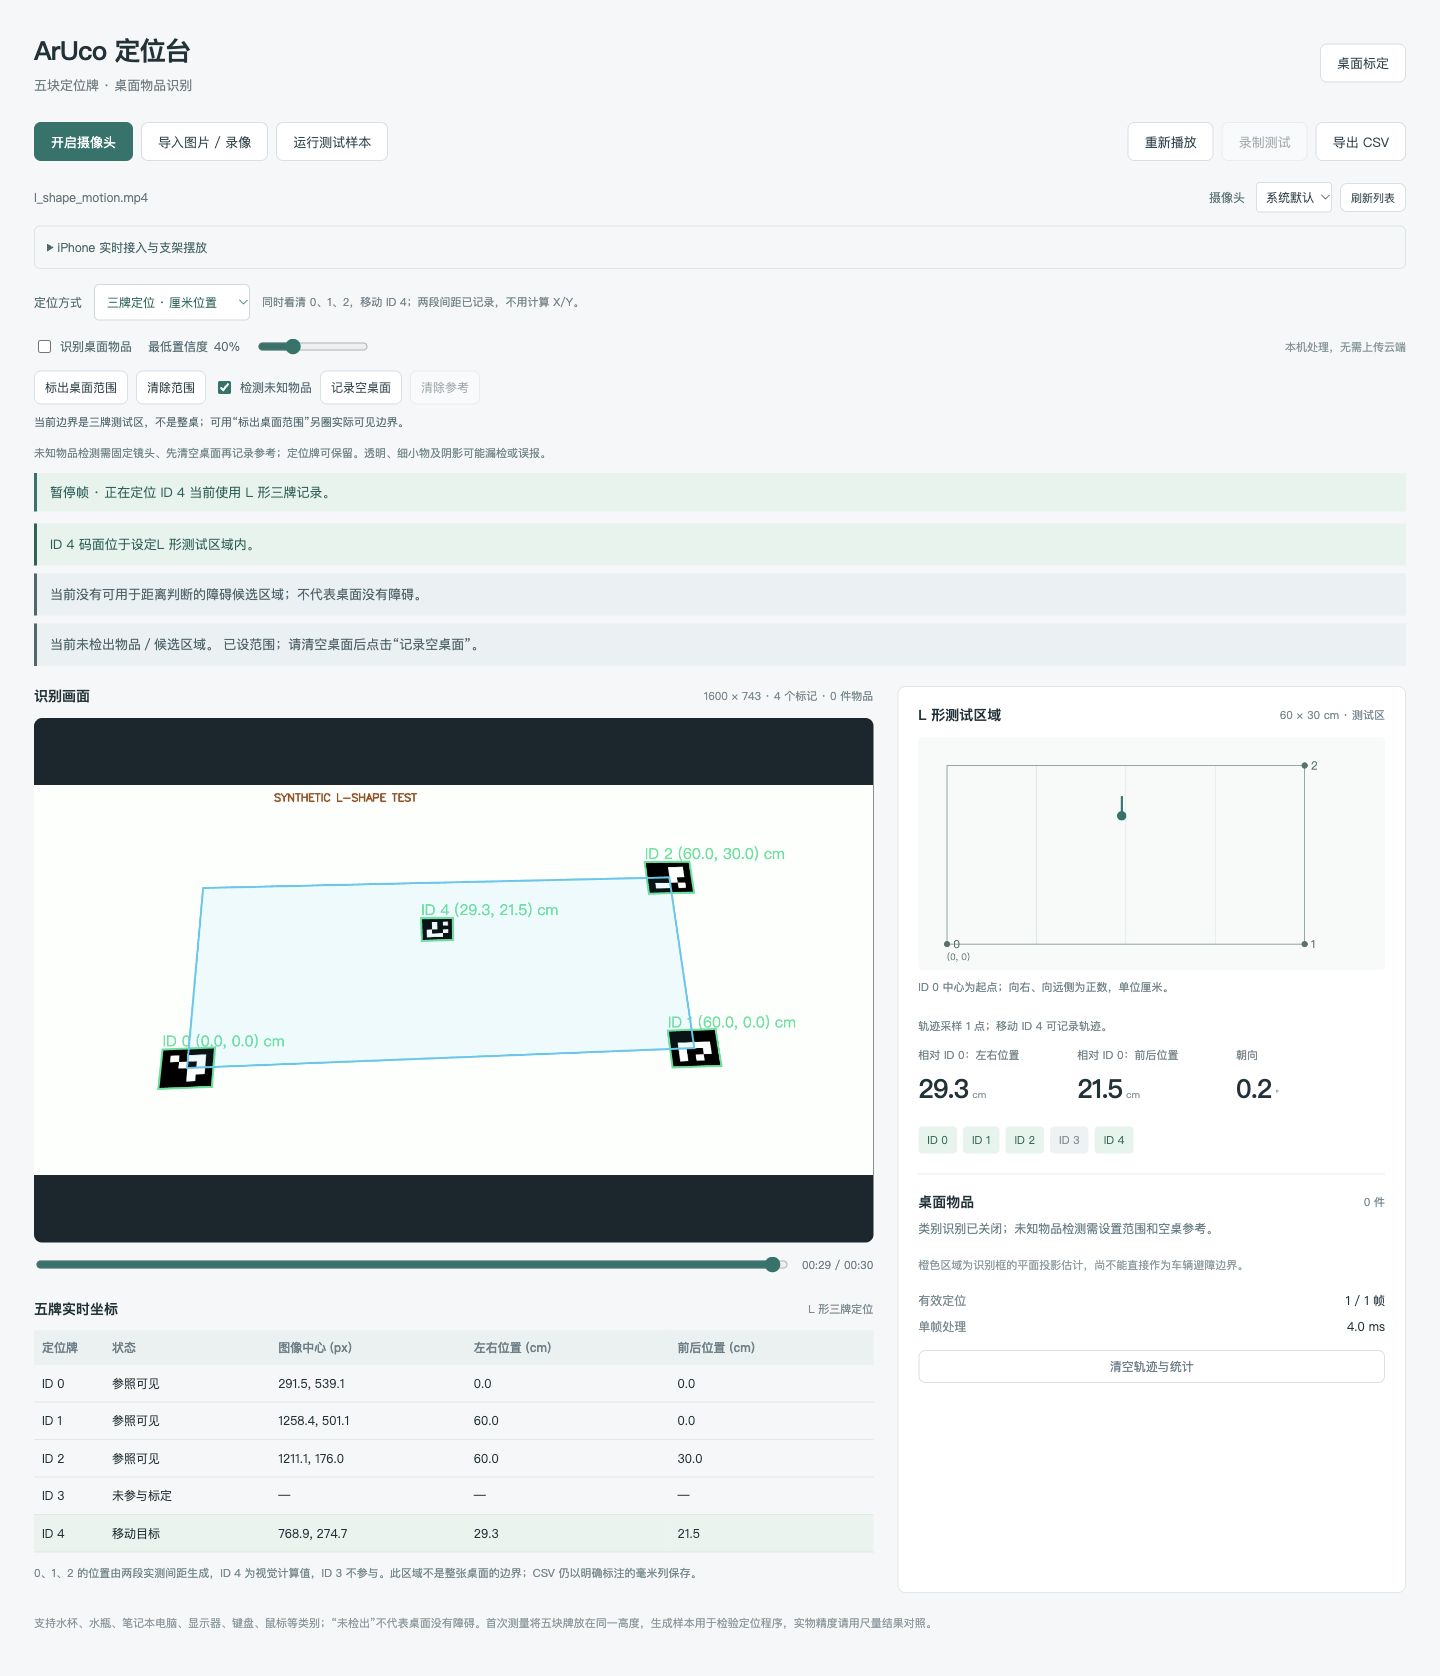 ArUco 定位台
五块定位牌 · 桌面物品识别
桌面标定
开启摄像头 导入图片 / 录像 运行测试样本 重新播放 录制测试 导出 CSV
l_shape_motion.mp4 摄像头 系统默认 刷新列表
iPhone 实时接入与支架摆放
定位方式 三牌定位 · 厘米位置 同时看清 0、1、2，移动 ID 4；两段间距已记录，不用计算 X/Y。
识别桌面物品 最低置信度 40% 本机处理，无需上传云端
标出桌面范围 清除范围 检测未知物品 记录空桌面 清除参考
当前边界是三牌测试区，不是整桌；可用“标出桌面范围”另圈实际可见边界。
未知物品检测需固定镜头、先清空桌面再记录参考；定位牌可保留。透明、细小物及阴影可能漏检或误报。
暂停帧 · 正在定位 ID 4 当前使用 L 形三牌记录。
ID 4 码面位于设定L 形测试区域内。
当前没有可用于距离判断的障碍候选区域；不代表桌面没有障碍。
当前未检出物品 / 候选区域。 已设范围；请清空桌面后点击“记录空桌面”。
识别画面 1600 × 743 · 4 个标记 · 0 件物品
SYNTHETIC L-SHAPE TEST
ID 2 (60.0, 30.0) cm
ID 4 (29.3, 21.5) cm
ID 1 (60.0, 0.0) cm
ID 0 (0.0, 0.0) cm
00:29 / 00:30
五牌实时坐标 L 形三牌定位
定位牌 状态 图像中心 (px) 左右位置 (cm) 前后位置 (cm)
ID 0 参照可见 291.5, 539.1 0.0 0.0
ID 1 参照可见 1258.4, 501.1 60.0 0.0
ID 2 参照可见 1211.1, 176.0 60.0 30.0
ID 3 未参与标定 — — —
ID 4 移动目标 768.9, 274.7 29.3 21.5
0、1、2 的位置由两段实测间距生成，ID 4 为视觉计算值，ID 3 不参与。此区域不是整张桌面的边界；CSV 仍以明确标注的毫米列保存。
L 形测试区域 60 × 30 cm · 测试区
2
0 1
(0, 0)
ID 0 中心为起点；向右、向远侧为正数，单位厘米。
轨迹采样 1 点；移动 ID 4 可记录轨迹。
相对 ID 0：左右位置 相对 ID 0：前后位置 朝向
29.3 cm 21.5 cm 0.2 °
ID 0 ID 1 ID 2 ID 3 ID 4
桌面物品 0 件
类别识别已关闭；未知物品检测需设置范围和空桌参考。
橙色区域为识别框的平面投影估计，尚不能直接作为车辆避障边界。
有效定位 1 / 1 帧
单帧处理 4.0 ms
清空轨迹与统计
支持水杯、水瓶、笔记本电脑、显示器、键盘、鼠标等类别；“未检出”不代表桌面没有障碍。首次测量将五块牌放在同一高度，生成样本用于检验定位程序，实物精度请用尺量结果对照。